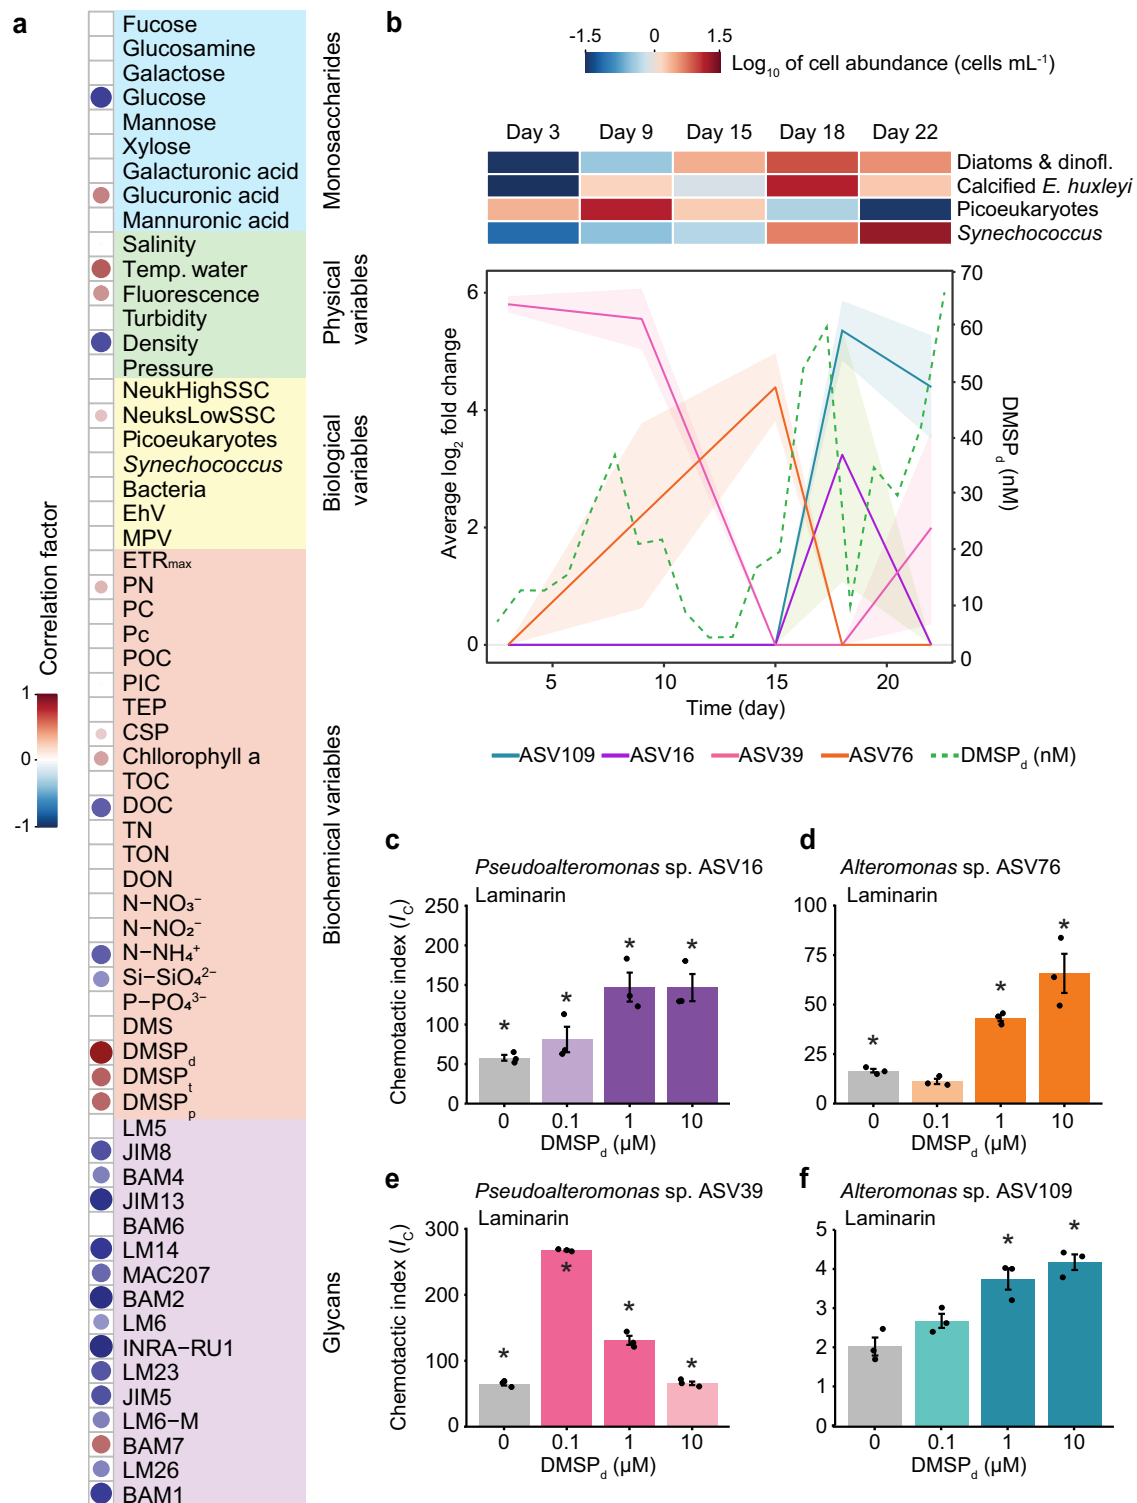 a
Fucose
Glucosamine
Galactose
Glucose
Mannose
Xylose
Galacturonic acid
Glucuronic acid
Mannuronic acid
Monosaccharides
Salinity
Temp. water
Fluorescence
Turbidity
Density
Pressure
Physical
variables
NeukHighSSC
NeuksLowSSC
Picoeukaryotes
Synechococcus
Bacteria
EhV
MPV
Biological
variables
ETRmax
PN
PC
Pc
POC
PIC
TEP
CSP
Chllorophyll a
TOC
DOC
TN
TON
DON
N−NO₃⁻
N−NO₂⁻
N−NH₄⁺
Si−SiO₄²⁻
P−PO₄³⁻
DMS
DMSPd
DMSPt
DMSPp
Biochemical variables
LM5
JIM8
BAM4
JIM13
BAM6
LM14
MAC207
BAM2
LM6
INRA−RU1
LM23
JIM5
LM6−M
BAM7
LM26
BAM1
Glycans
Correlation factor
1
0
-1
b
-1.5 0 1.5
Log₁₀ of cell abundance (cells mL⁻¹)
Day 3 Day 9 Day 15 Day 18 Day 22
Diatoms & dinofl.
Calcified E. huxleyi
Picoeukaryotes
Synechococcus
Average log₂ fold change
6
4
2
0
70
60
50
40
30
20
10
0
DMSPd (nM)
5 10 15 20
Time (day)
ASV109 ASV16 ASV39 ASV76 DMSPd (nM)
c
Pseudoalteromonas sp. ASV16
Laminarin
Chemotactic index (IC)
250
200
150
100
50
0
* * * *
0 0.1 1 10
DMSPd (µM)
d
Alteromonas sp. ASV76
Laminarin
100
75
50
25
0
* * *
0 0.1 1 10
DMSPd (µM)
e
Pseudoalteromonas sp. ASV39
Laminarin
Chemotactic index (IC)
300
200
100
0
* * * *
0 0.1 1 10
DMSPd (µM)
f
Alteromonas sp. ASV109
Laminarin
5
4
3
2
1
0
* *
0 0.1 1 10
DMSPd (µM)